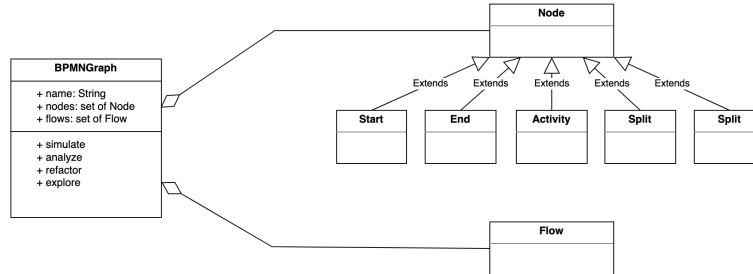 Node
BPMNGraph
+ name: String
+ nodes: set of Node
+ flows: set of Flow
+ simulate
+ analyze
+ refactor
+ explore
Extends Extends Extends Extends Extends
Start End Activity Split Split
Flow